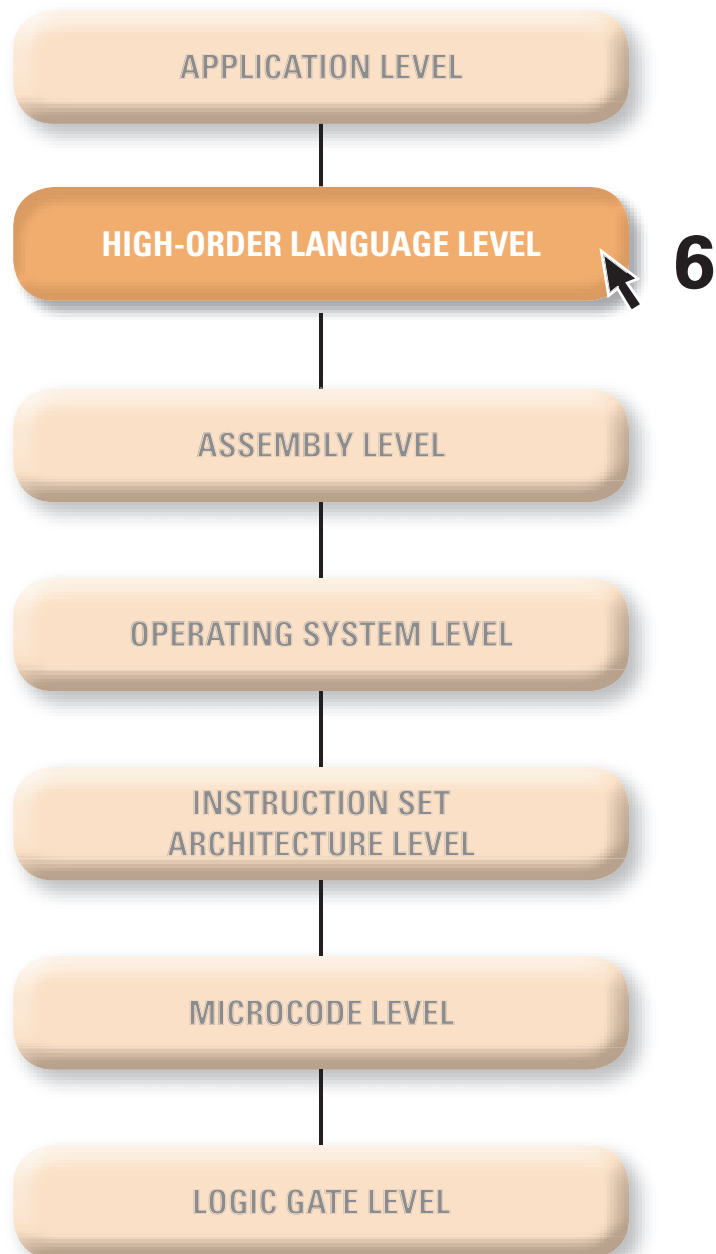 APPLICATION LEVEL
HIGH-ORDER LANGUAGE LEVEL
6
ASSEMBLY LEVEL
OPERATING SYSTEM LEVEL
INSTRUCTION SET
ARCHITECTURE LEVEL
MICROCODE LEVEL
LOGIC GATE LEVEL